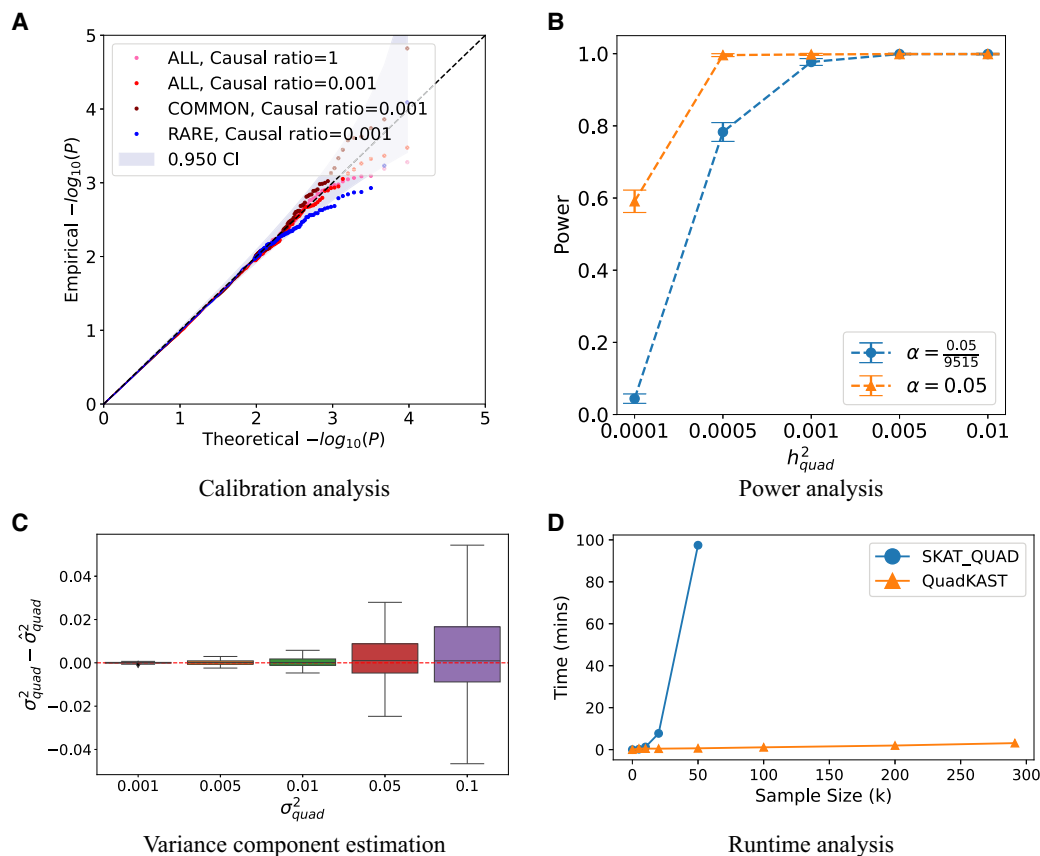 A
5
4
3
2
1
0
Empirical −log10(P)
ALL, Causal ratio=1
ALL, Causal ratio=0.001
COMMON, Causal ratio=0.001
RARE, Causal ratio=0.001
0.950 CI
0 1 2 3 4 5
Theoretical −log10(P)
Calibration analysis
B
1.0
0.8
0.6
0.4
0.2
0.0
Power
α = 0.05/9515
α = 0.05
0.0001 0.0005 0.001 0.005 0.01
h²quad
Power analysis
C
0.04
0.02
0.00
−0.02
−0.04
σ²quad − σ̂²quad
0.001 0.005 0.01 0.05 0.1
σ²quad
Variance component estimation
D
100
80
60
40
20
0
Time (mins)
SKAT_QUAD
QuadKAST
0 50 100 150 200 250 300
Sample Size (k)
Runtime analysis